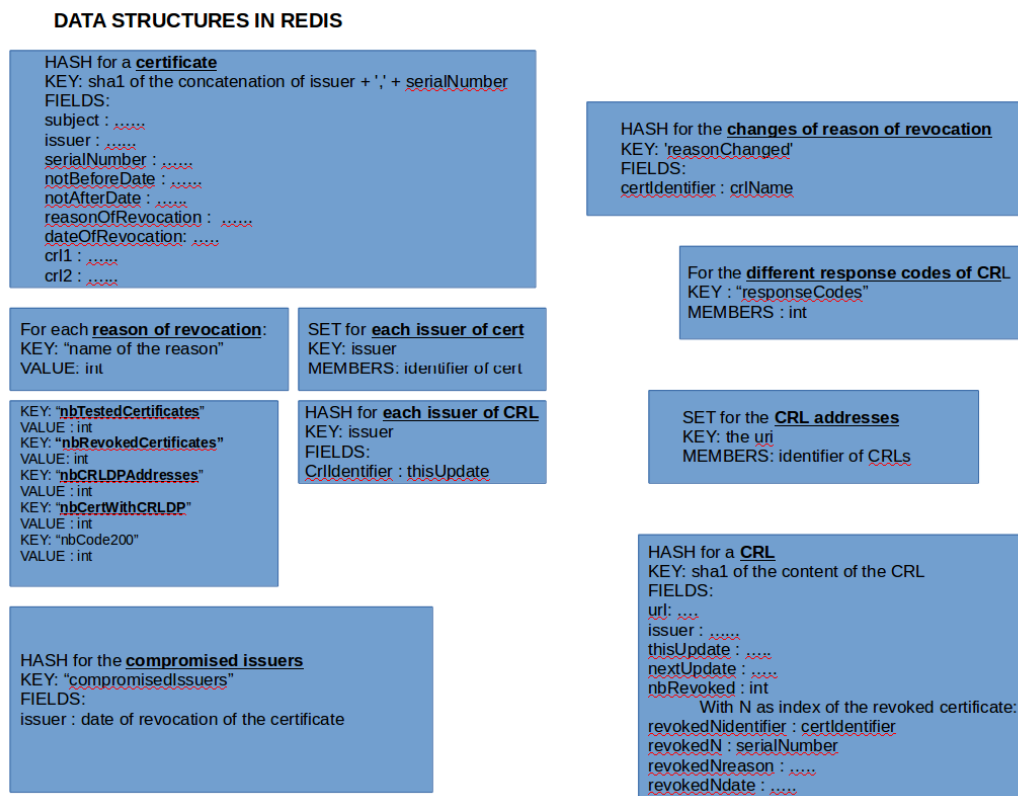 DATA STRUCTURES IN REDIS
HASH for a certificate
KEY: sha1 of the concatenation of issuer + ',' + serialNumber
FIELDS:
subject : ......
issuer : ......
serialNumber : ......
notBeforeDate : ......
notAfterDate : ......
reasonOfRevocation : ......
dateOfRevocation: .....
crl1 : ......
crl2 : ......
HASH for the changes of reason of revocation
KEY: 'reasonChanged'
FIELDS:
certIdentifier : crlName
For the different response codes of CRL
KEY : “responseCodes”
MEMBERS : int
For each reason of revocation:
KEY: “name of the reason”
VALUE: int
SET for each issuer of cert
KEY: issuer
MEMBERS: identifier of cert
KEY: “nbTestedCertificates”
VALUE : int
KEY: “nbRevokedCertificates”
VALUE: int
KEY: “nbCRLDPAddresses”
VALUE : int
KEY: “nbCertWithCRLDP”
VALUE : int
KEY: “nbCode200”
VALUE : int
HASH for each issuer of CRL
KEY: issuer
FIELDS:
CrlIdentifier : thisUpdate
SET for the CRL addresses
KEY: the uri
MEMBERS: identifier of CRLs
HASH for the compromised issuers
KEY: “compromisedIssuers”
FIELDS:
issuer : date of revocation of the certificate
HASH for a CRL
KEY: sha1 of the content of the CRL
FIELDS:
url: ....
issuer : ......
thisUpdate : .....
nextUpdate : .....
nbRevoked : int
With N as index of the revoked certificate:
revokedNidentifier : certIdentifier
revokedN : serialNumber
revokedNreason : .....
revokedNdate : .....